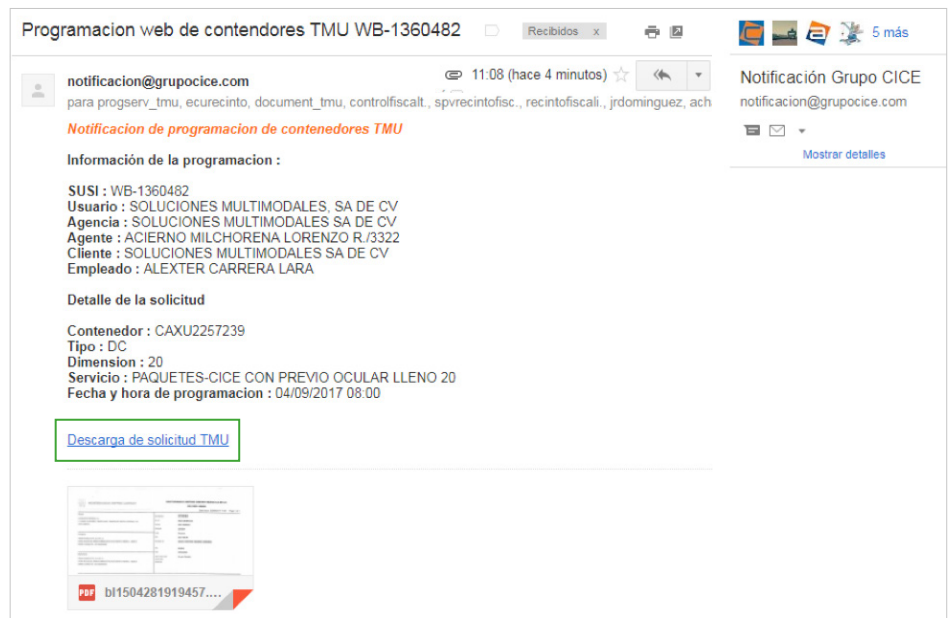 Programacion web de contendores TMU WB-1360482
Recibidos x
5 más
notificacion@grupocice.com
11:08 (hace 4 minutos)
para progserv_tmu, ecurecinto, document_tmu, controlfiscalt., spvrecintofisc., recintofiscali., jrdominguez, ach
Notificación Grupo CICE
notificacion@grupocice.com
Mostrar detalles
Notificacion de programacion de contenedores TMU
Información de la programacion :
SUSI : WB-1360482
Usuario : SOLUCIONES MULTIMODALES, SA DE CV
Agencia : SOLUCIONES MULTIMODALES SA DE CV
Agente : ACIERNO MILCHORENA LORENZO R./3322
Cliente : SOLUCIONES MULTIMODALES SA DE CV
Empleado : ALEXTER CARRERA LARA
Detalle de la solicitud
Contenedor : CAXU2257239
Tipo : DC
Dimension : 20
Servicio : PAQUETES-CICE CON PREVIO OCULAR LLENO 20
Fecha y hora de programacion : 04/09/2017 08:00
Descarga de solicitud TMU
PDF bl1504281919457....